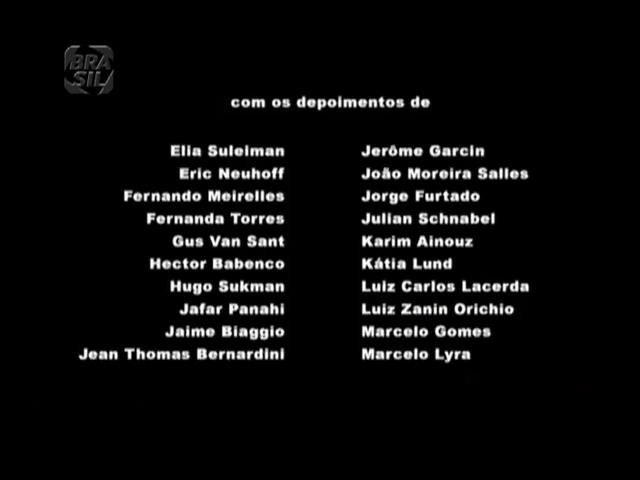 BRA
SIL
com os depoimentos de
Elia Suleiman
Eric Neuhoff
Fernando Meirelles
Fernanda Torres
Gus Van Sant
Hector Babenco
Hugo Sukman
Jafar Panahi
Jaime Biaggio
Jean Thomas Bernardini
Jerôme Garcin
João Moreira Salles
Jorge Furtado
Julian Schnabel
Karim Ainouz
Kátia Lund
Luiz Carlos Lacerda
Luiz Zanin Orichio
Marcelo Gomes
Marcelo Lyra